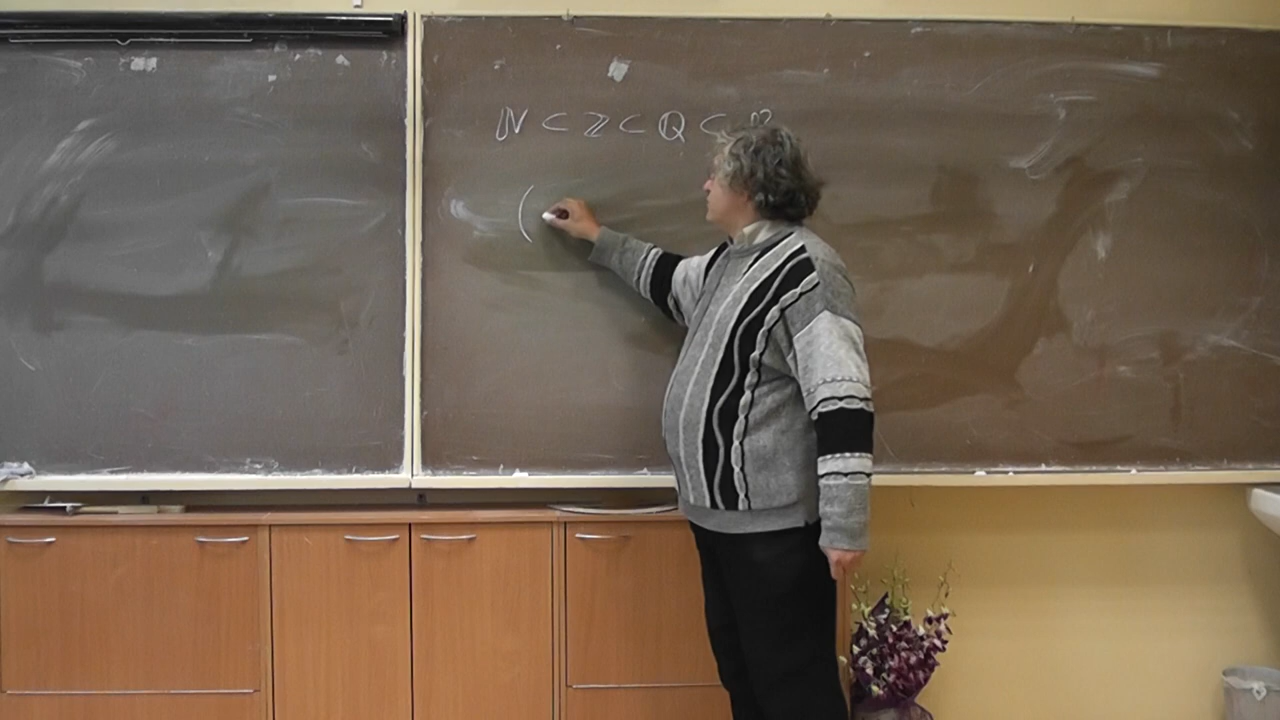 ℕ ⊂ ℤ ⊂ ℚ ⊂ ℝ
(